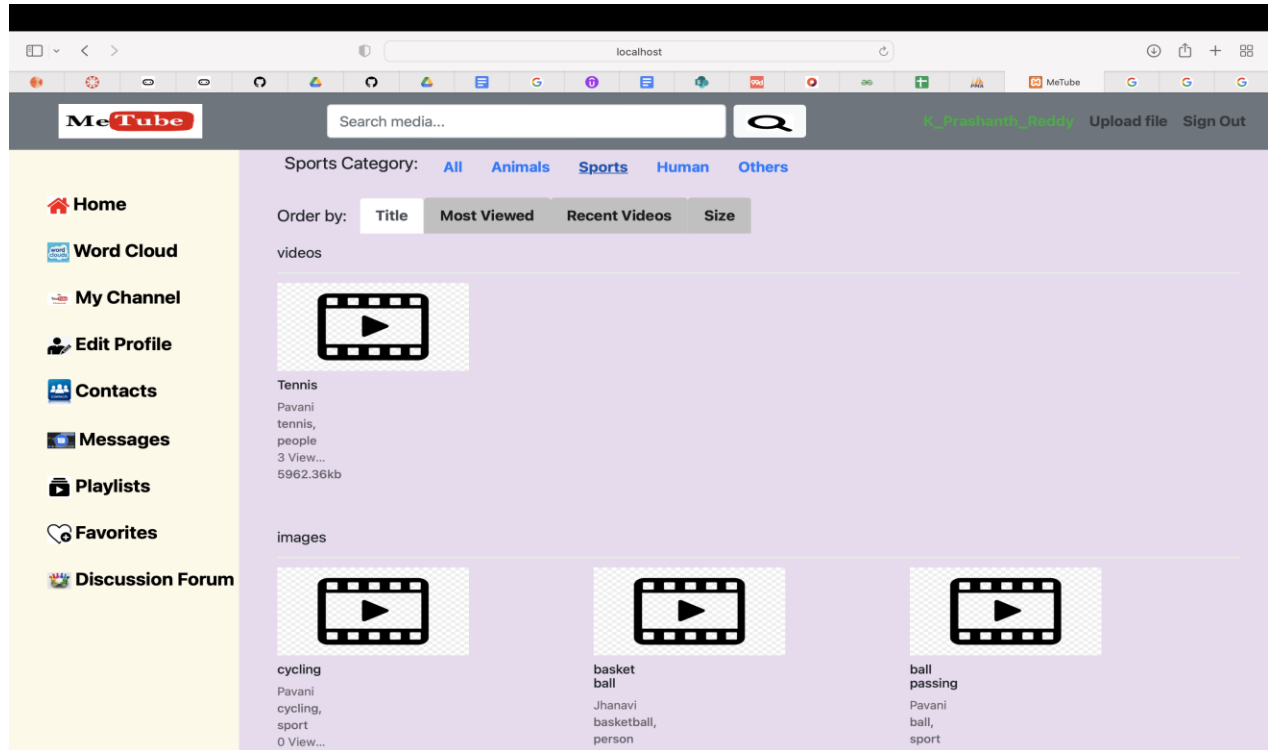 localhost
MeTube
MeTube
Search media...
K_Prashanth_Reddy Upload file Sign Out
Sports Category: All Animals Sports Human Others
Order by: Title Most Viewed Recent Videos Size
Home
Word Cloud
My Channel
Edit Profile
Contacts
Messages
Playlists
Favorites
Discussion Forum
videos
Tennis
Pavani
tennis,
people
3 View...
5962.36kb
images
cycling
Pavani
cycling,
sport
0 View...
basket
ball
Jhanavi
basketball,
person
ball
passing
Pavani
ball,
sport